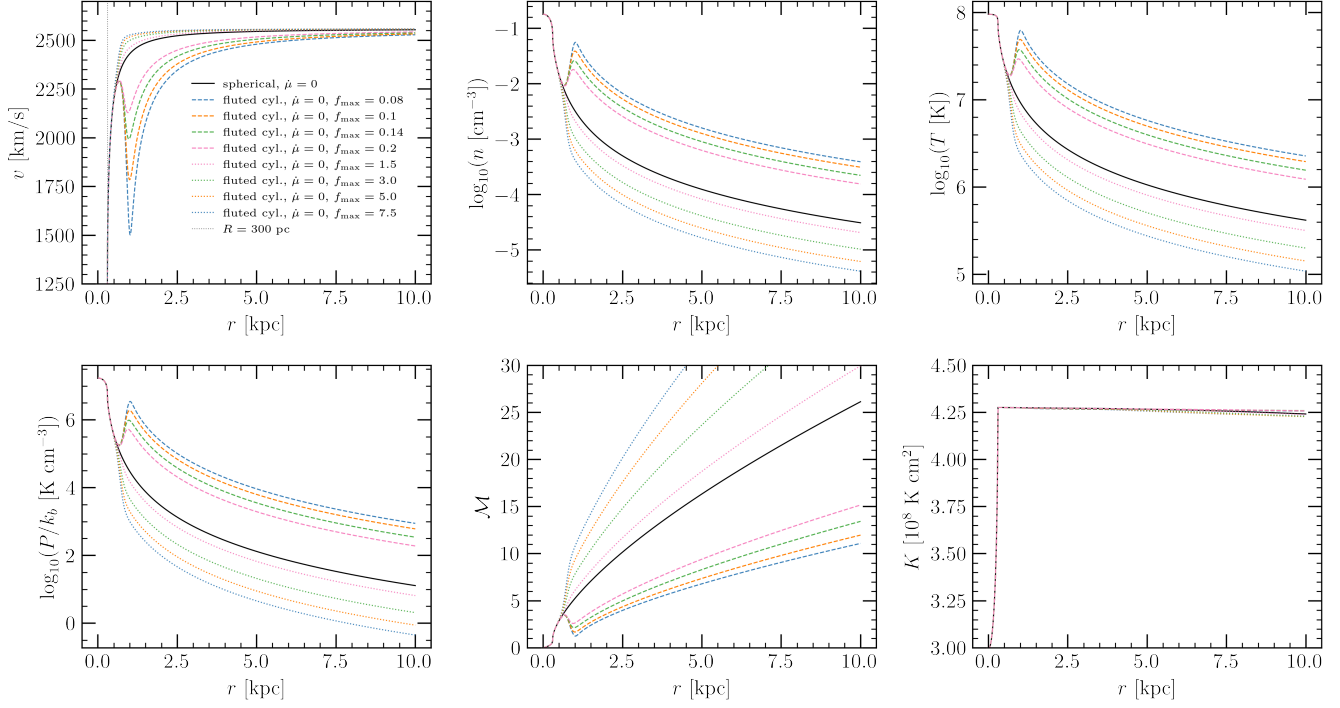 2500
2250
2000
1750
1500
1250
v [km/s]
0.0 2.5 5.0 7.5 10.0
r [kpc]
spherical, μ̇ = 0
fluted cyl., μ̇ = 0, f_max = 0.08
fluted cyl., μ̇ = 0, f_max = 0.1
fluted cyl., μ̇ = 0, f_max = 0.14
fluted cyl., μ̇ = 0, f_max = 0.2
fluted cyl., μ̇ = 0, f_max = 1.5
fluted cyl., μ̇ = 0, f_max = 3.0
fluted cyl., μ̇ = 0, f_max = 5.0
fluted cyl., μ̇ = 0, f_max = 7.5
R = 300 pc
−1
−2
−3
−4
−5
log₁₀(n [cm⁻³])
0.0 2.5 5.0 7.5 10.0
r [kpc]
8
7
6
5
log₁₀(T [K])
0.0 2.5 5.0 7.5 10.0
r [kpc]
6
4
2
0
log₁₀(P/k_b [K cm⁻³])
0.0 2.5 5.0 7.5 10.0
r [kpc]
30
25
20
15
10
5
0
ℳ
0.0 2.5 5.0 7.5 10.0
r [kpc]
4.50
4.25
4.00
3.75
3.50
3.25
3.00
K [10⁸ K cm²]
0.0 2.5 5.0 7.5 10.0
r [kpc]